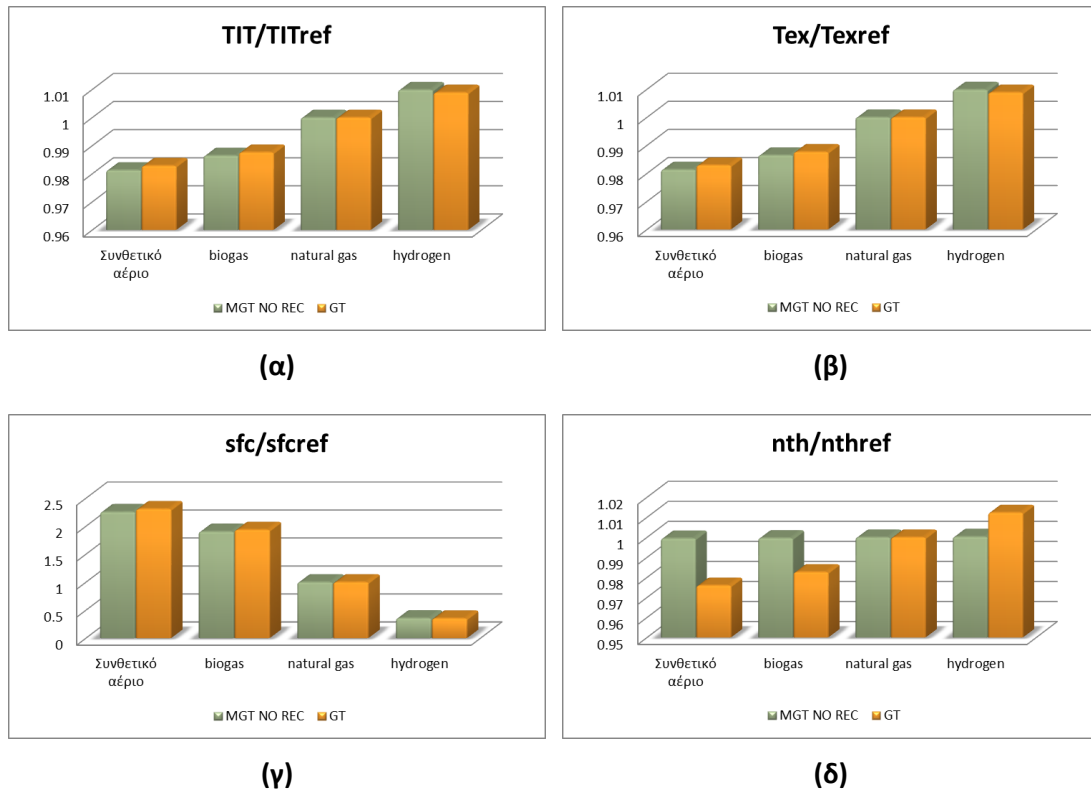 TIT/TITref
1.01
1
0.99
0.98
0.97
0.96
Συνθετικό
αέριο
biogas
natural gas
hydrogen
MGT NO REC
GT
(α)
Tex/Texref
1.01
1
0.99
0.98
0.97
0.96
Συνθετικό
αέριο
biogas
natural gas
hydrogen
MGT NO REC
GT
(β)
sfc/sfcref
2.5
2
1.5
1
0.5
0
Συνθετικό
αέριο
biogas
natural gas
hydrogen
MGT NO REC
GT
(γ)
nth/nthref
1.02
1.01
1
0.99
0.98
0.97
0.96
0.95
Συνθετικό
αέριο
biogas
natural gas
hydrogen
MGT NO REC
GT
(δ)